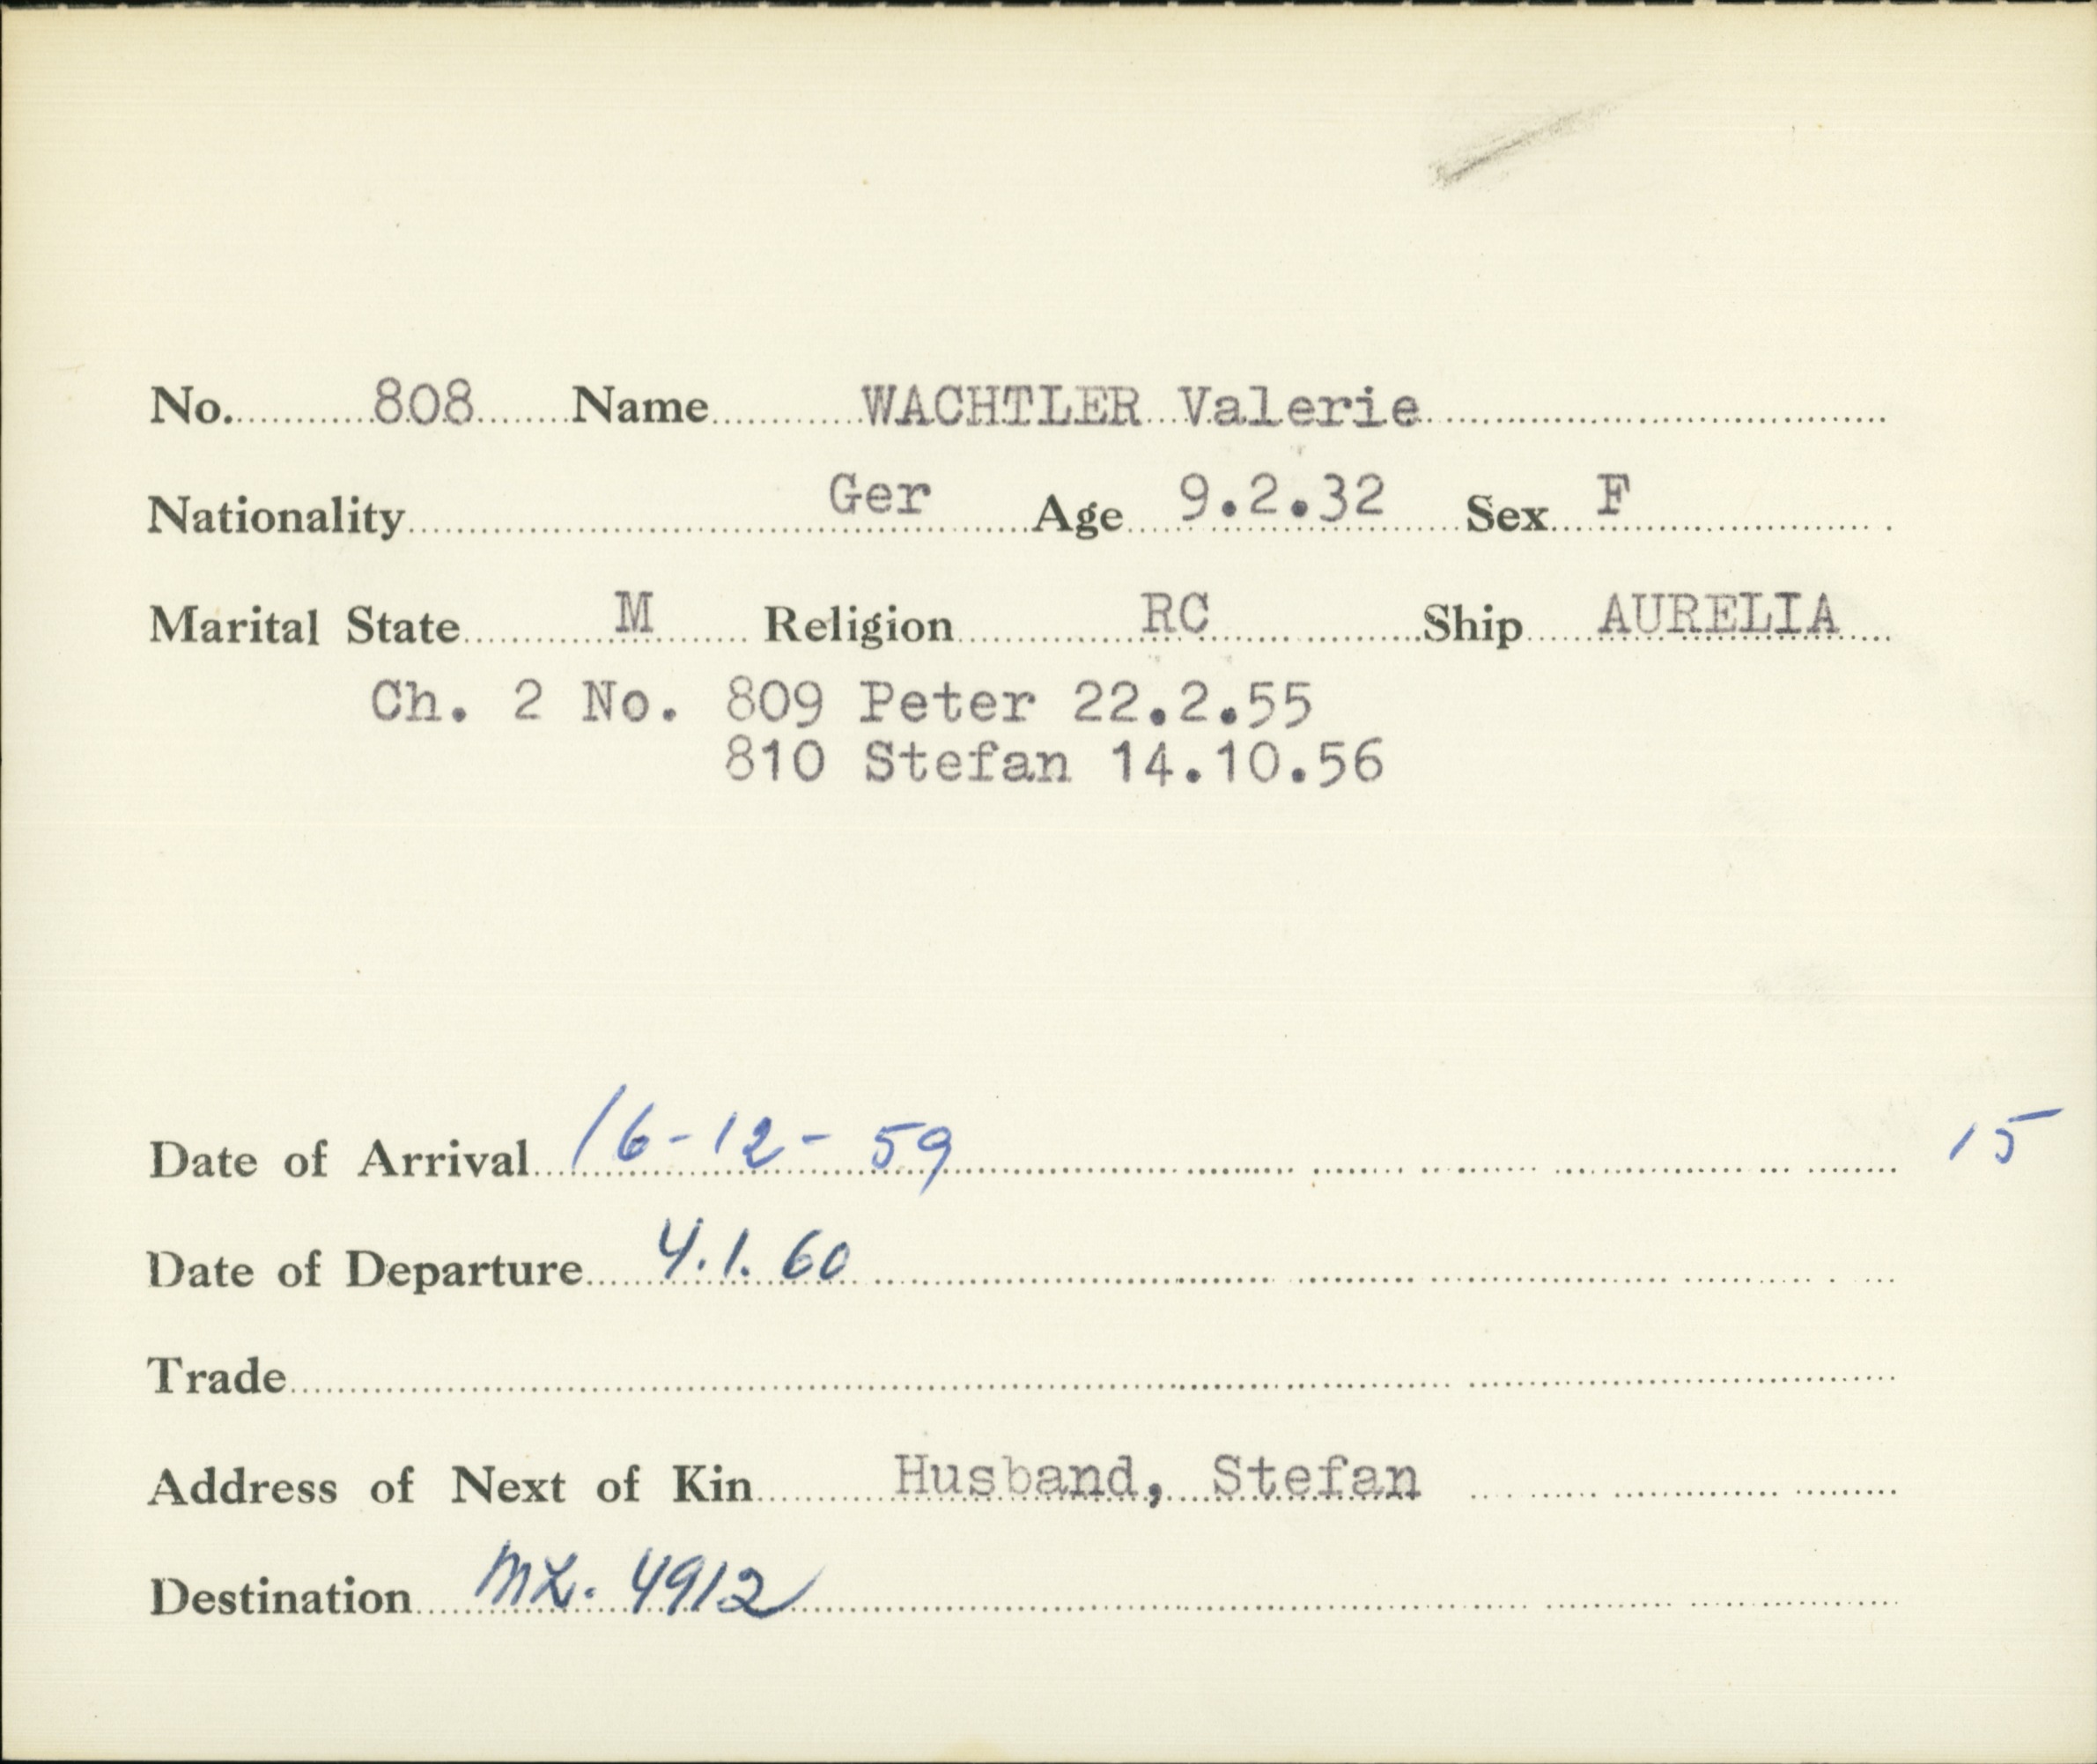 No. 808 Name WACHTLER Valerie
Nationality Ger Age 9.2.32 Sex F
Marital State M Religion RC Ship AURELIA
Ch. 2 No. 809 Peter 22.2.55
810 Stefan 14.10.56
Date of Arrival 16-12-59 15
Date of Departure 4.1.60
Trade
Address of Next of Kin Husband, Stefan
Destination ML. 4912